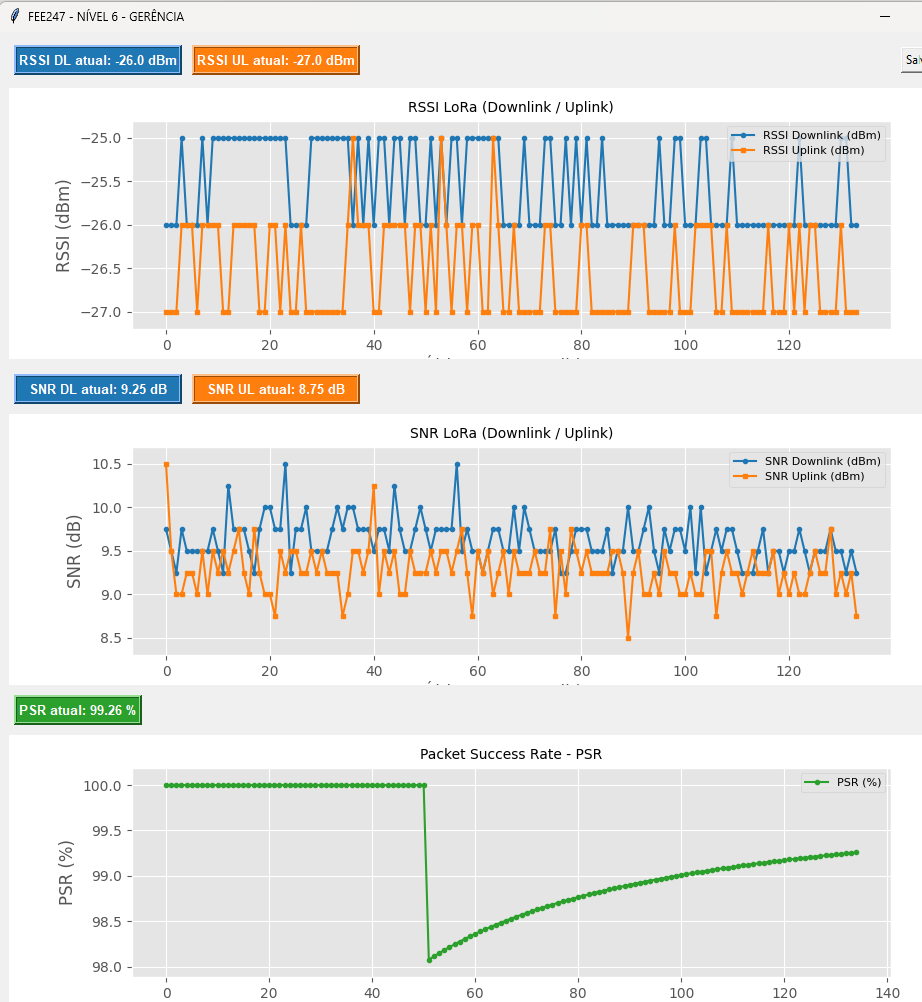 FEE247 - NÍVEL 6 - GERÊNCIA
RSSI DL atual: -26.0 dBm
RSSI UL atual: -27.0 dBm
RSSI LoRa (Downlink / Uplink)
RSSI Downlink (dBm)
RSSI Uplink (dBm)
RSSI (dBm)
−25.0
−25.5
−26.0
−26.5
−27.0
0 20 40 60 80 100 120
SNR DL atual: 9.25 dB
SNR UL atual: 8.75 dB
SNR LoRa (Downlink / Uplink)
SNR Downlink (dBm)
SNR Uplink (dBm)
SNR (dB)
10.5
10.0
9.5
9.0
8.5
0 20 40 60 80 100 120
PSR atual: 99.26 %
Packet Success Rate - PSR
PSR (%)
PSR (%)
100.0
99.5
99.0
98.5
98.0
0 20 40 60 80 100 120 140